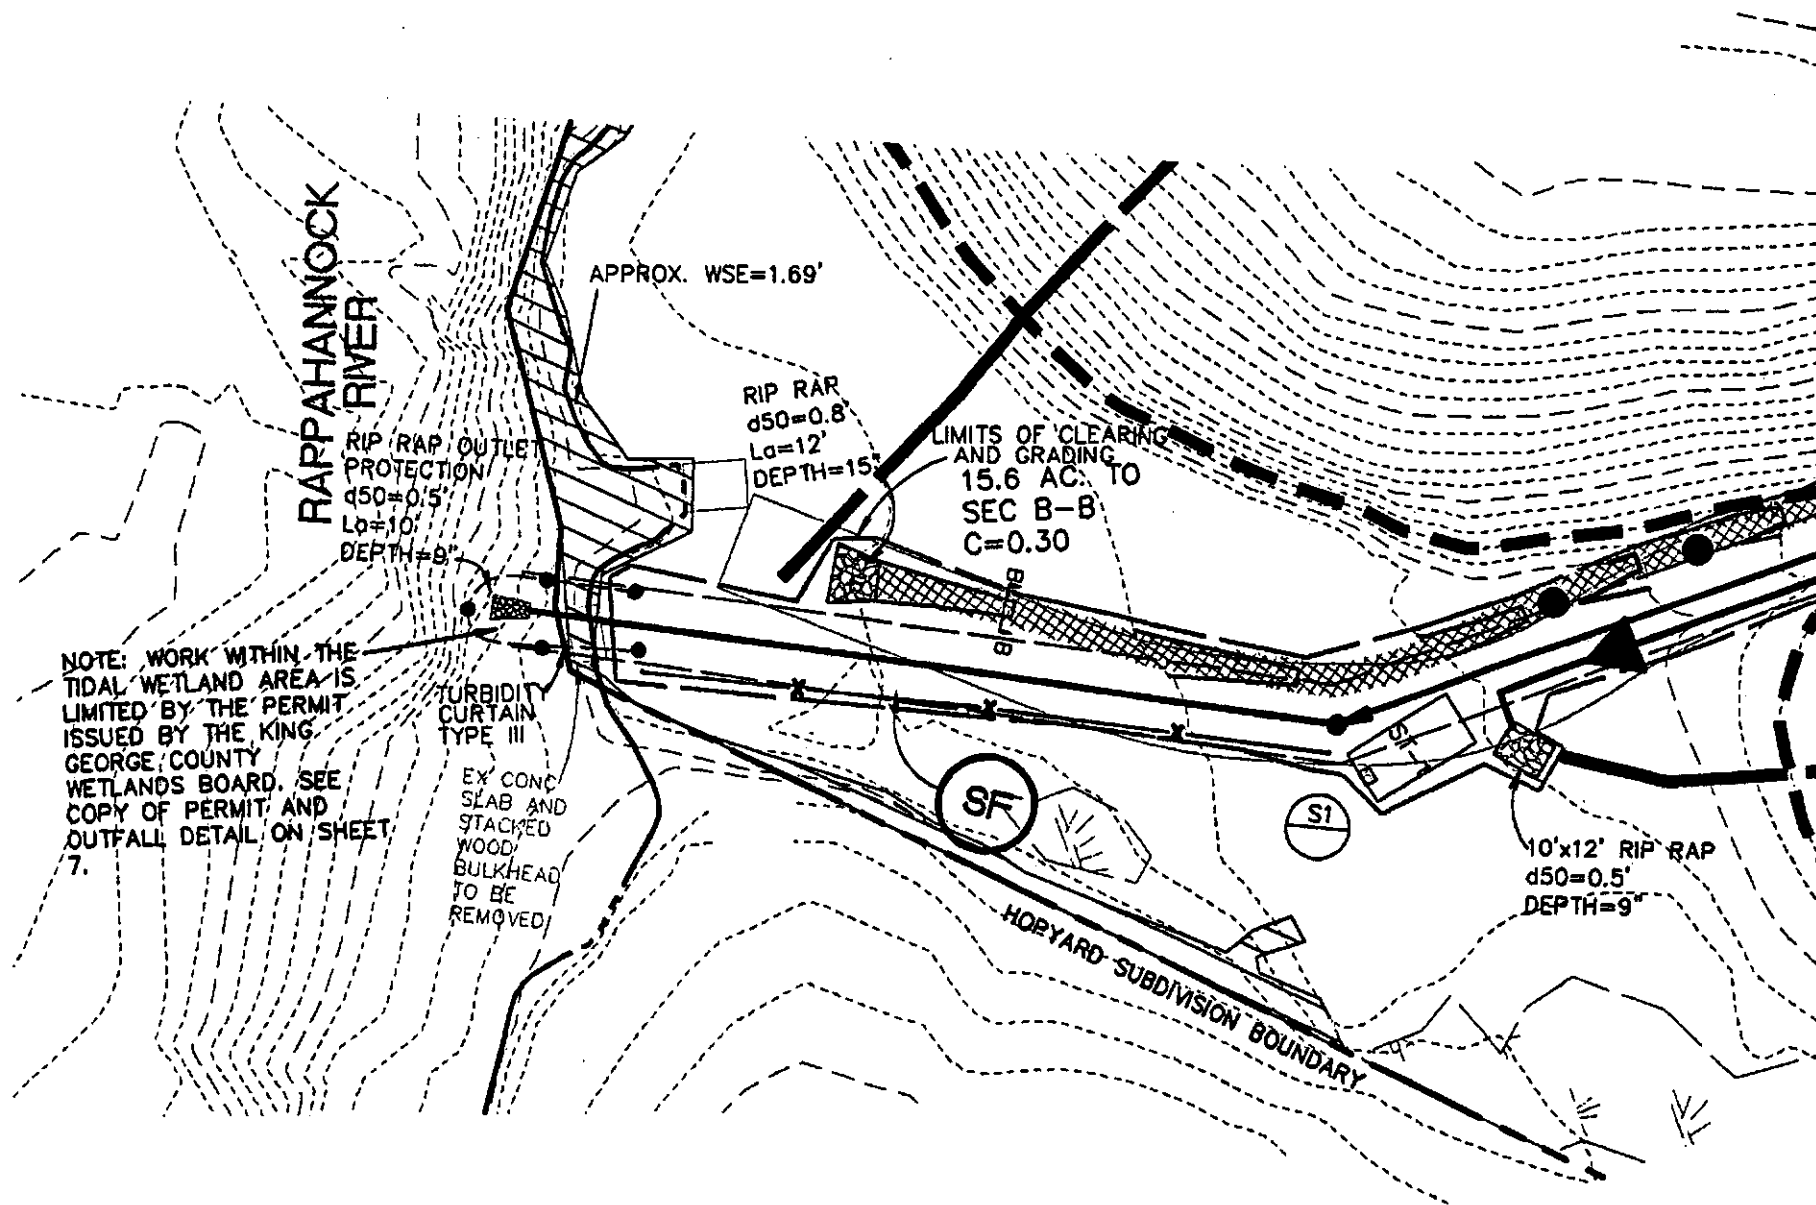 RAPPAHANNOCK
RIVER
APPROX. WSE=1.69'
RIP RAP
d50=0.8'
La=12'
DEPTH=15"
LIMITS OF CLEARING
AND GRADING
15.6 AC. TO
SEC B-B
C=0.30
RIP RAP OUTLET
PROTECTION
d50=0.5'
La=10'
DEPTH=9"
B
B
NOTE: WORK WITHIN THE
TIDAL WETLAND AREA IS
LIMITED BY THE PERMIT
ISSUED BY THE KING
GEORGE COUNTY
WETLANDS BOARD. SEE
COPY OF PERMIT AND
OUTFALL DETAIL ON SHEET
7.
TURBIDITY
CURTAIN
TYPE III
EX CONC
SLAB AND
STACKED
WOOD
BULKHEAD
TO BE
REMOVED
X
X
X
SF
S1
10'x12' RIP RAP
d50=0.5'
DEPTH=9"
HOPYARD SUBDIVISION BOUNDARY